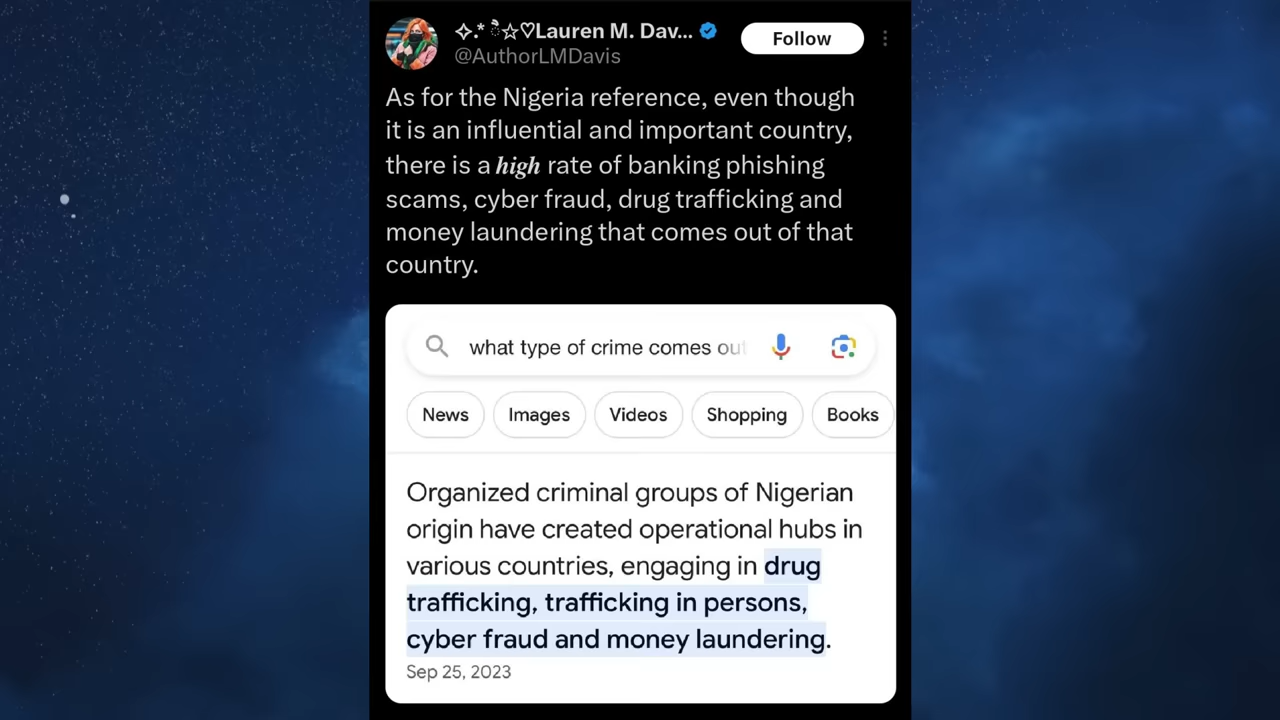 ✧.* ੈ☆♡Lauren M. Dav...
Follow
@AuthorLMDavis
As for the Nigeria reference, even though
it is an influential and important country,
there is a high rate of banking phishing
scams, cyber fraud, drug trafficking and
money laundering that comes out of that
country.
what type of crime comes out
News
Images
Videos
Shopping
Books
Organized criminal groups of Nigerian
origin have created operational hubs in
various countries, engaging in drug
trafficking, trafficking in persons,
cyber fraud and money laundering.
Sep 25, 2023